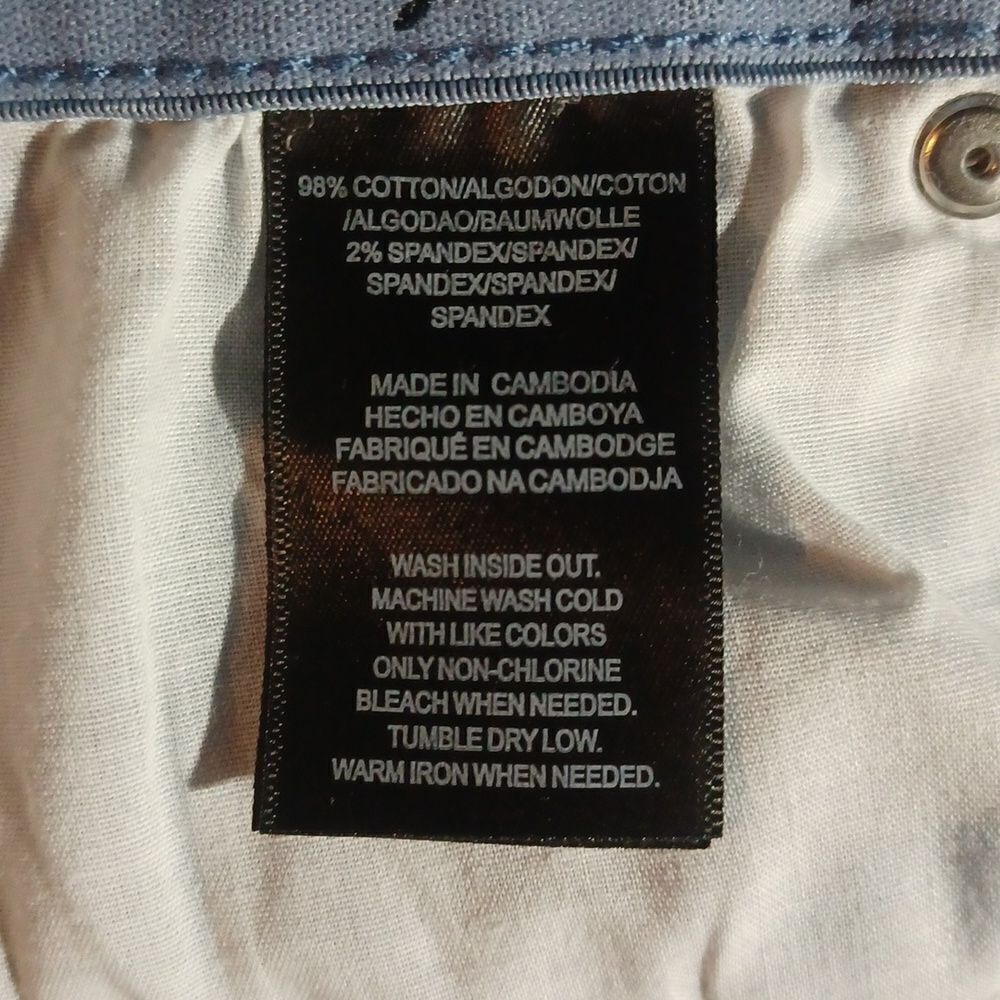 98% COTTON/ALGODON/COTON
/ALGODAO/BAUMWOLLE
2% SPANDEX/SPANDEX/
SPANDEX/SPANDEX/
SPANDEX
MADE IN CAMBODIA
HECHO EN CAMBOYA
FABRIQUÉ EN CAMBODGE
FABRICADO NA CAMBODJA
WASH INSIDE OUT.
MACHINE WASH COLD
WITH LIKE COLORS
ONLY NON-CHLORINE
BLEACH WHEN NEEDED.
TUMBLE DRY LOW.
WARM IRON WHEN NEEDED.